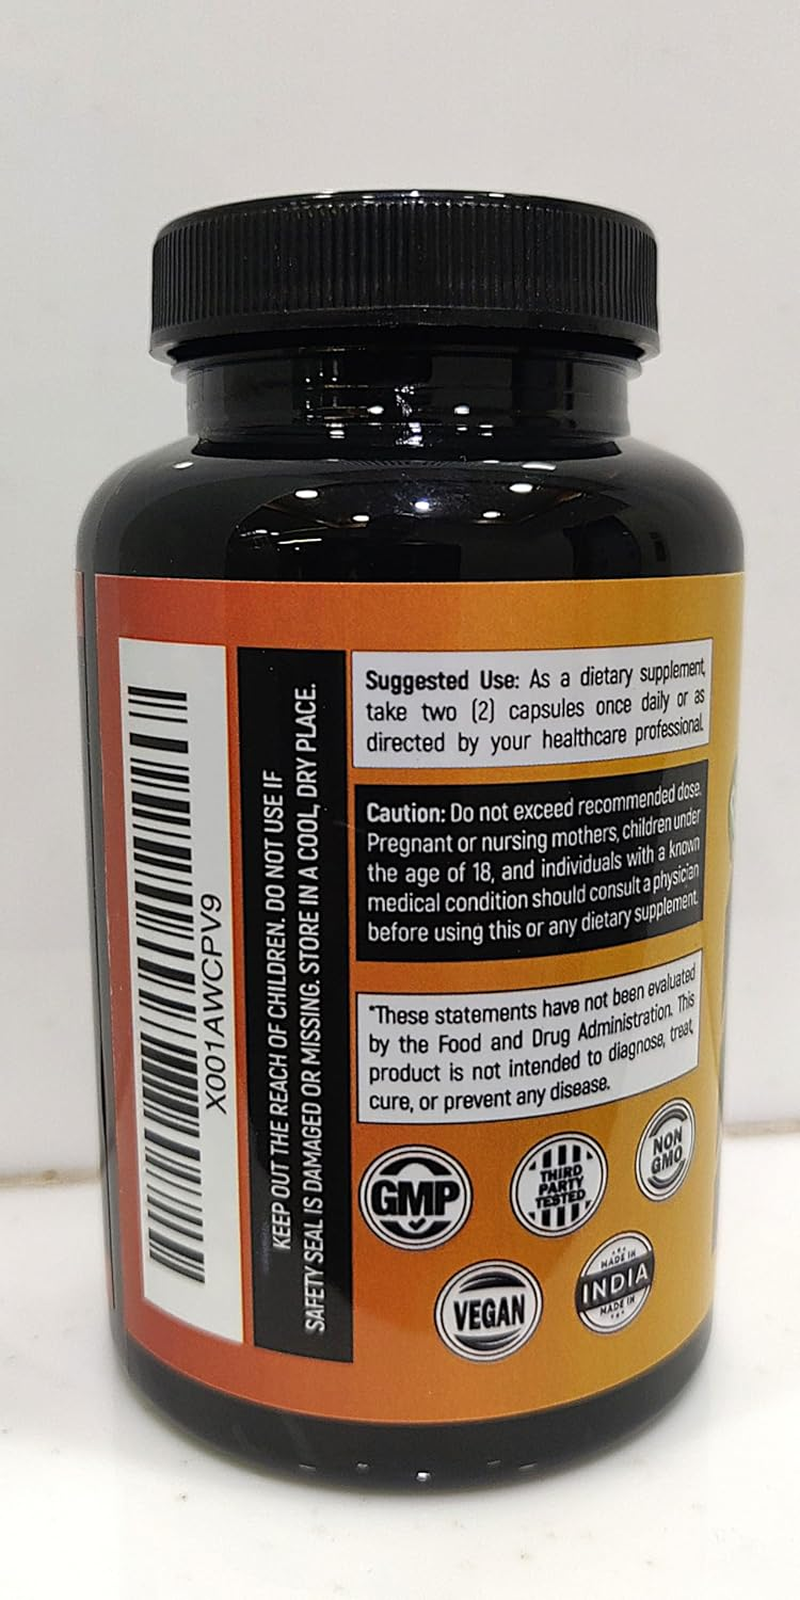 X001AWCPV9
KEEP OUT THE REACH OF CHILDREN. DO NOT USE IF
SAFETY SEAL IS DAMAGED OR MISSING. STORE IN A COOL, DRY PLACE.
Suggested Use: As a dietary supplement,
take two (2) capsules once daily or as
directed by your healthcare professional.
Caution: Do not exceed recommended dose.
Pregnant or nursing mothers, children under
the age of 18, and individuals with a known
medical condition should consult a physician
before using this or any dietary supplement.
*These statements have not been evaluated
by the Food and Drug Administration. This
product is not intended to diagnose, treat,
cure, or prevent any disease.
GMP
THIRD
PARTY
TESTED
NON
GMO
VEGAN
MADE IN
INDIA
MADE IN